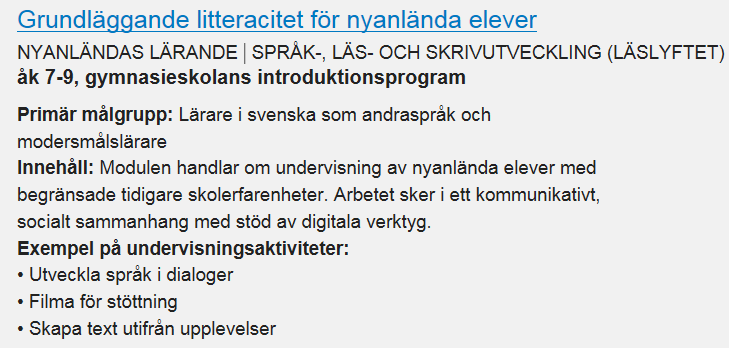 Grundläggande litteracitet för nyanlända elever
NYANLÄNDAS LÄRANDE | SPRÅK-, LÄS- OCH SKRIVUTVECKLING (LÄSLYFTET)
åk 7-9, gymnasieskolans introduktionsprogram
Primär målgrupp: Lärare i svenska som andraspråk och
modersmålslärare
Innehåll: Modulen handlar om undervisning av nyanlända elever med
begränsade tidigare skolerfarenheter. Arbetet sker i ett kommunikativt,
socialt sammanhang med stöd av digitala verktyg.
Exempel på undervisningsaktiviteter:
• Utveckla språk i dialoger
• Filma för stöttning
• Skapa text utifrån upplevelser